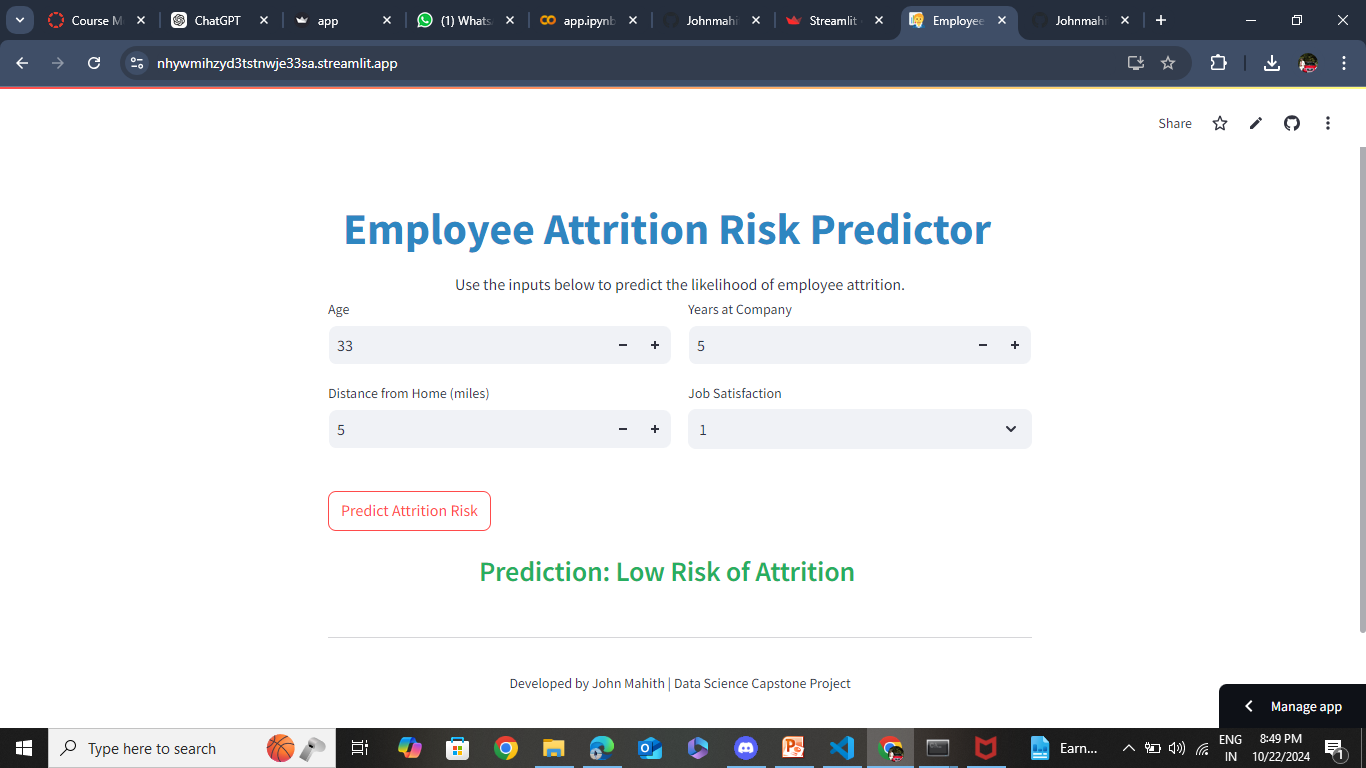 Course M
ChatGPT
app
(1) Whats
app.ipynb
Johnmahi
Streamlit
Employee
Johnmahi
nhywmihzyd3tstnwje33sa.streamlit.app
Share
Employee Attrition Risk Predictor
Use the inputs below to predict the likelihood of employee attrition.
Age
Years at Company
33
5
Distance from Home (miles)
Job Satisfaction
5
1
Predict Attrition Risk
Prediction: Low Risk of Attrition
Developed by John Mahith | Data Science Capstone Project
Manage app
Type here to search
Earn...
ENG
IN
8:49 PM
10/22/2024
1